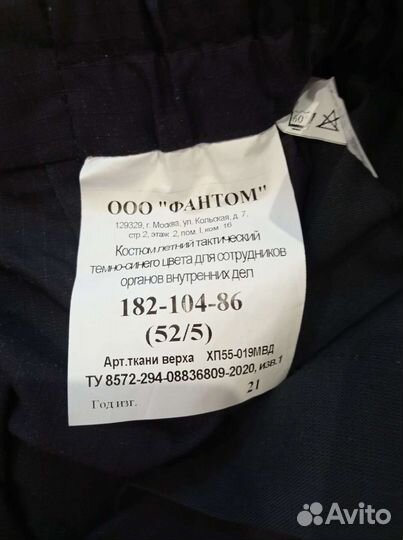 60
ООО "ФАНТОМ"
129329, г. Москва, ул. Кольская, д. 7,
стр.2, этаж 2, пом. I, ком. 16
Костюм летний тактический
темно-синего цвета для сотрудников
органов внутренних дел
182-104-86
(52/5)
Арт.ткани верха ХП55-019МВД
ТУ 8572-294-08836809-2020, изв.1
Год изг. 21
Avito